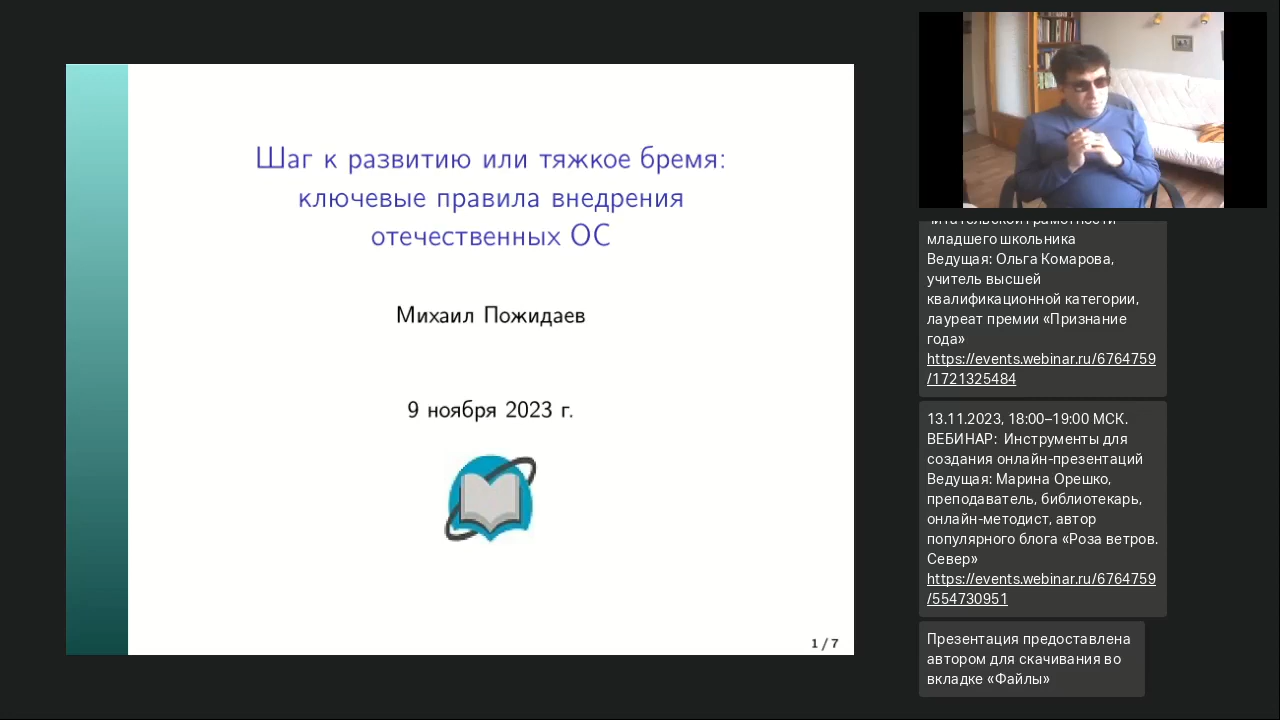 Шаг к развитию или тяжкое бремя:
ключевые правила внедрения
отечественных ОС
Михаил Пожидаев
9 ноября 2023 г.
1 / 7
читательской грамотности
младшего школьника
Ведущая: Ольга Комарова,
учитель высшей
квалификационной категории,
лауреат премии «Признание
года»
https://events.webinar.ru/6764759
/1721325484
13.11.2023, 18:00–19:00 МСК.
ВЕБИНАР: Инструменты для
создания онлайн-презентаций
Ведущая: Марина Орешко,
преподаватель, библиотекарь,
онлайн-методист, автор
популярного блога «Роза ветров.
Север»
https://events.webinar.ru/6764759
/554730951
Презентация предоставлена
автором для скачивания во
вкладке «Файлы»